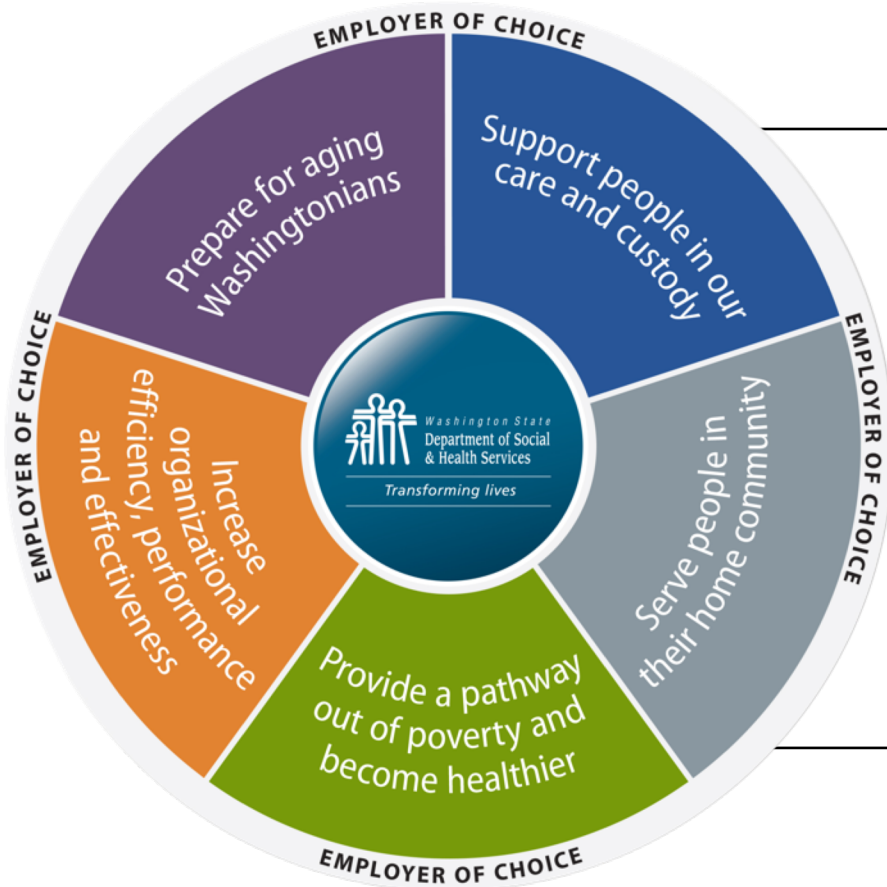 EMPLOYER OF CHOICE
Prepare for aging
Washingtonians
Support people in our
care and custody
EMPLOYER OF CHOICE
EMPLOYER OF CHOICE
Increase
organizational
efficiency, performance
and effectiveness
Washington State
Department of Social
& Health Services
Transforming lives
Serve people in
their home community
Provide a pathway
out of poverty and
become healthier
EMPLOYER OF CHOICE